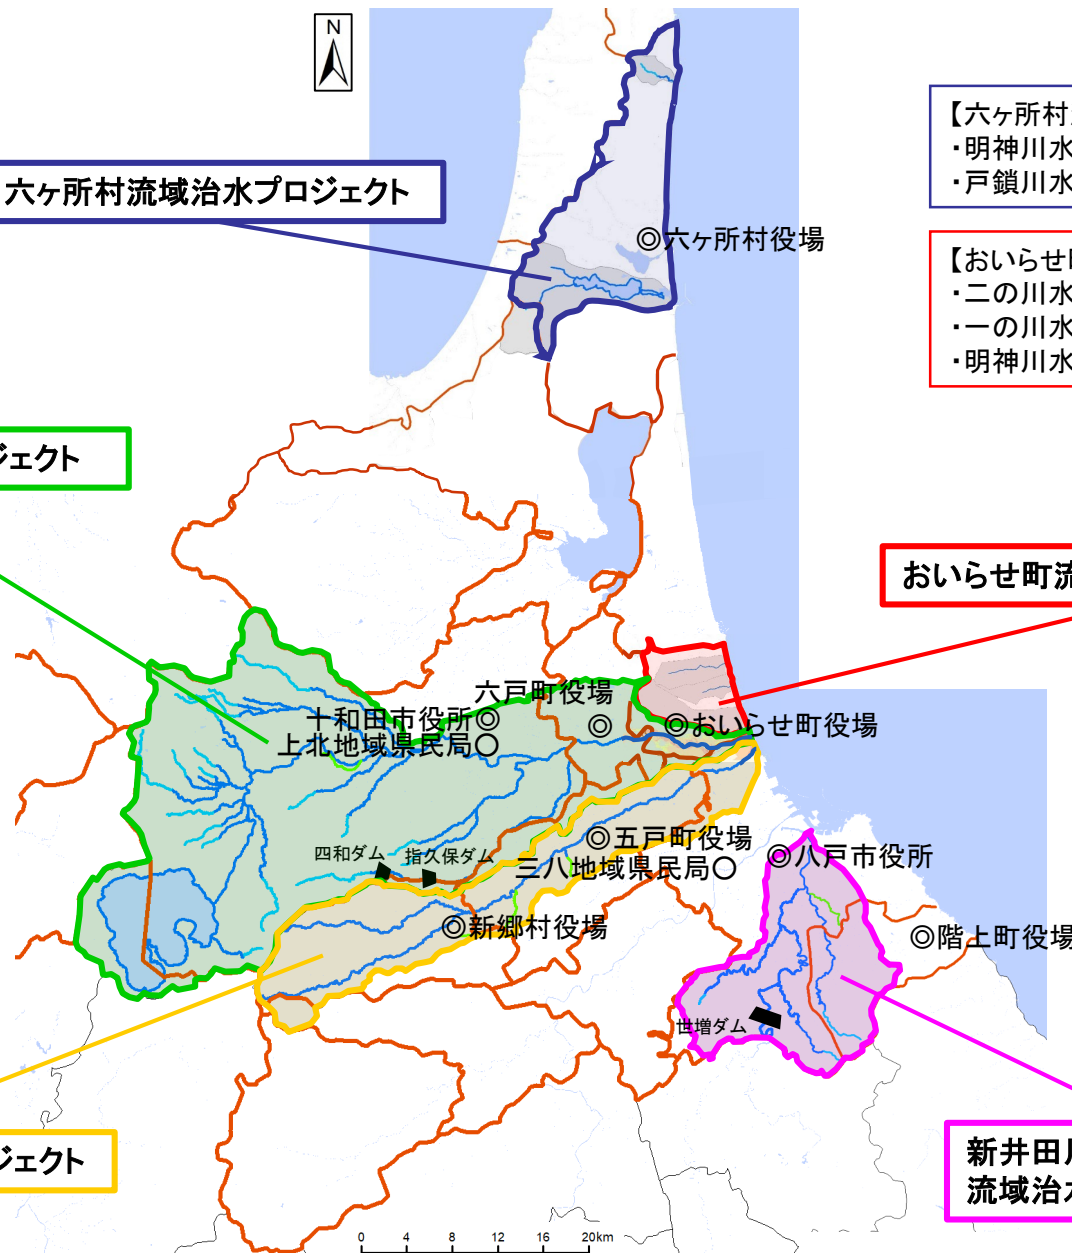 N
【六ヶ所村
・明神川水
・戸鎖川水
六ヶ所村流域治水プロジェクト
◎六ヶ所村役場
【おいらせ町
・二の川水
・一の川水
・明神川水
ジェクト
おいらせ町流
六戸町役場
◎
十和田市役所◎
上北地域県民局○
◎おいらせ町役場
四和ダム
指久保ダム
◎五戸町役場
三八地域県民局○
◎八戸市役所
◎新郷村役場
◎階上町役場
世増ダム
ジェクト
新井田川
流域治水
0 4 8 12 16 20km